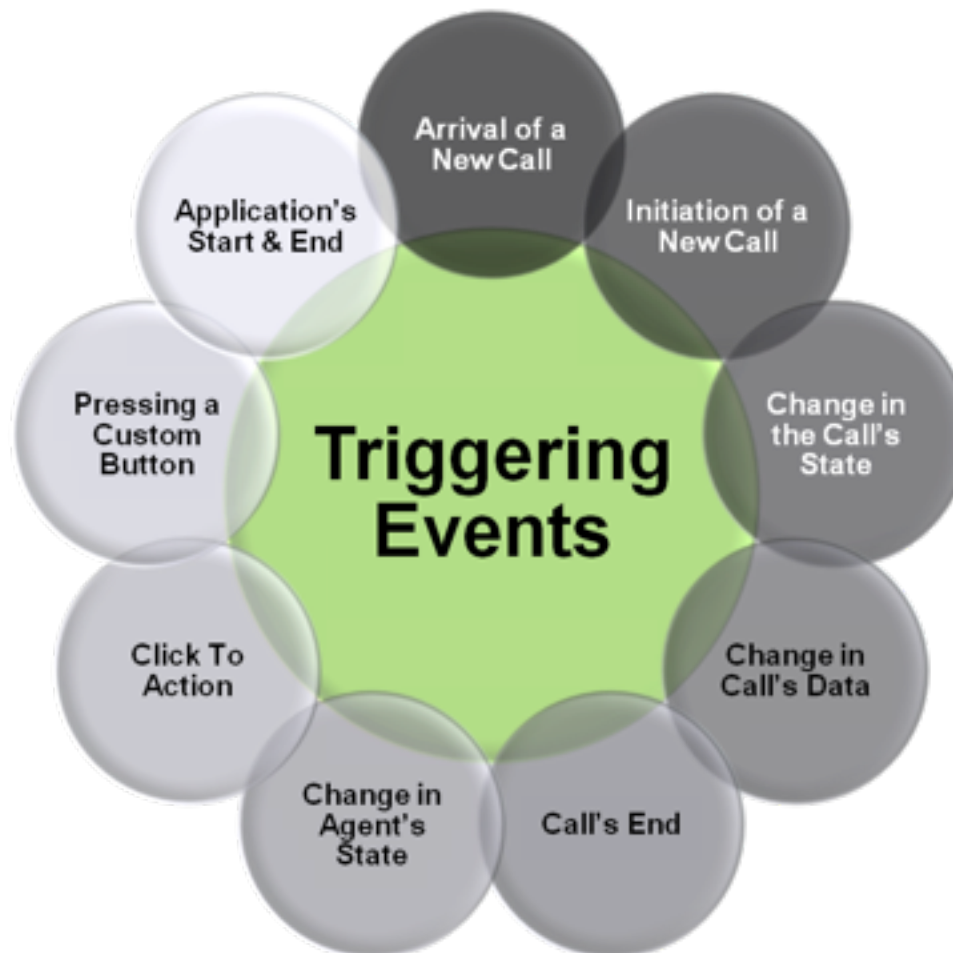 Arrival of a
New Call
Initiation of a
New Call
Change in
the Call's
State
Change in
Call's Data
Call's End
Change in
Agent's
State
Click To
Action
Pressing a
Custom
Button
Application's
Start & End
Triggering
Events